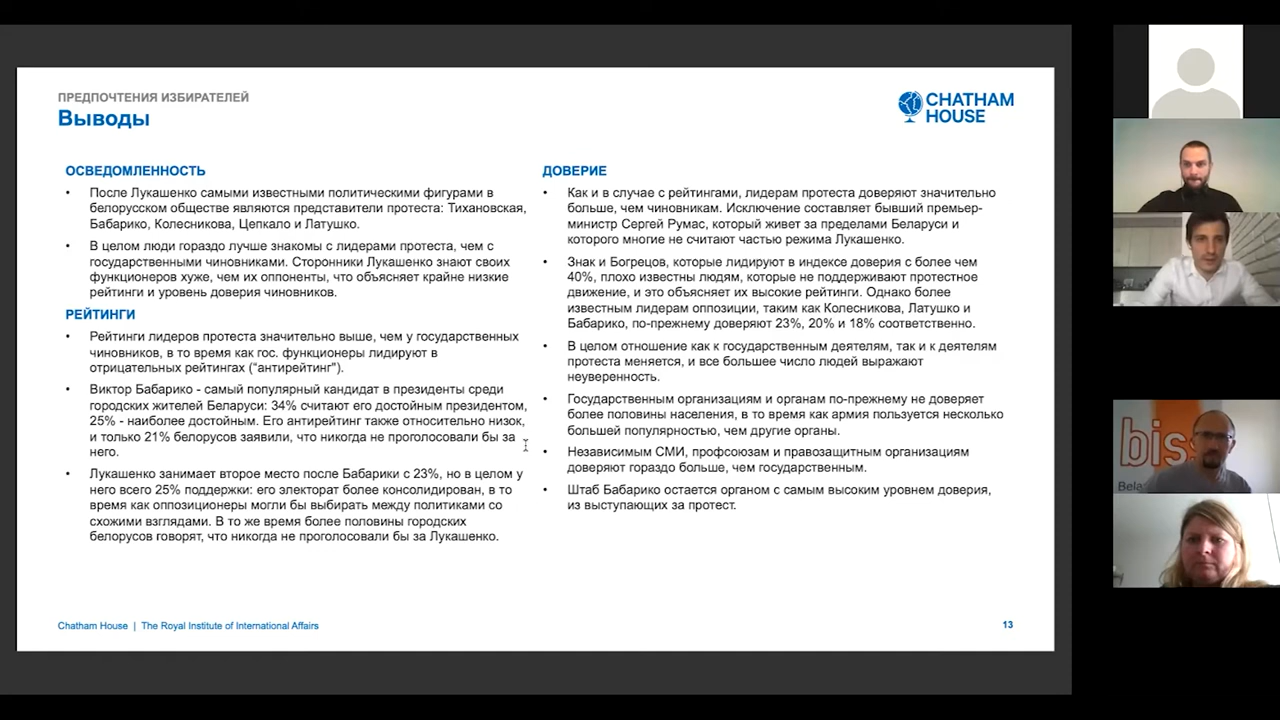 ПРЕДПОЧТЕНИЯ ИЗБИРАТЕЛЕЙ
Выводы
CHATHAM
HOUSE
ОСВЕДОМЛЕННОСТЬ
• После Лукашенко самыми известными политическими фигурами в
белорусском обществе являются представители протеста: Тихановская,
Бабарико, Колесникова, Цепкало и Латушко.
• В целом люди гораздо лучше знакомы с лидерами протеста, чем с
государственными чиновниками. Сторонники Лукашенко знают своих
функционеров хуже, чем их оппоненты, что объясняет крайне низкие
рейтинги и уровень доверия чиновников.
РЕЙТИНГИ
• Рейтинги лидеров протеста значительно выше, чем у государственных
чиновников, в то время как гос. функционеры лидируют в
отрицательных рейтингах (“антирейтинг”).
• Виктор Бабарико - самый популярный кандидат в президенты среди
городских жителей Беларуси: 34% считают его достойным президентом,
25% - наиболее достойным. Его антирейтинг также относительно низок,
и только 21% белорусов заявили, что никогда не проголосовали бы за
него.
• Лукашенко занимает второе место после Бабарики с 23%, но в целом у
него всего 25% поддержки: его электорат более консолидирован, в то
время как оппозиционеры могли бы выбирать между политиками со
схожими взглядами. В то же время более половины городских
белорусов говорят, что никогда не проголосовали бы за Лукашенко.
ДОВЕРИЕ
• Как и в случае с рейтингами, лидерам протеста доверяют значительно
больше, чем чиновникам. Исключение составляет бывший премьер-
министр Сергей Румас, который живет за пределами Беларуси и
которого многие не считают частью режима Лукашенко.
• Знак и Богрецов, которые лидируют в индексе доверия с более чем
40%, плохо известны людям, которые не поддерживают протестное
движение, и это объясняет их высокие рейтинги. Однако более
известным лидерам оппозиции, таким как Колесникова, Латушко и
Бабарико, по-прежнему доверяют 23%, 20% и 18% соответственно.
• В целом отношение как к государственным деятелям, так и к деятелям
протеста меняется, и все большее число людей выражают
неуверенность.
• Государственным организациям и органам по-прежнему не доверяет
более половины населения, в то время как армия пользуется несколько
большей популярностью, чем другие органы.
• Независимым СМИ, профсоюзам и правозащитным организациям
доверяют гораздо больше, чем государственным.
• Штаб Бабарико остается органом с самым высоким уровнем доверия,
из выступающих за протест.
Chatham House | The Royal Institute of International Affairs
13
biss